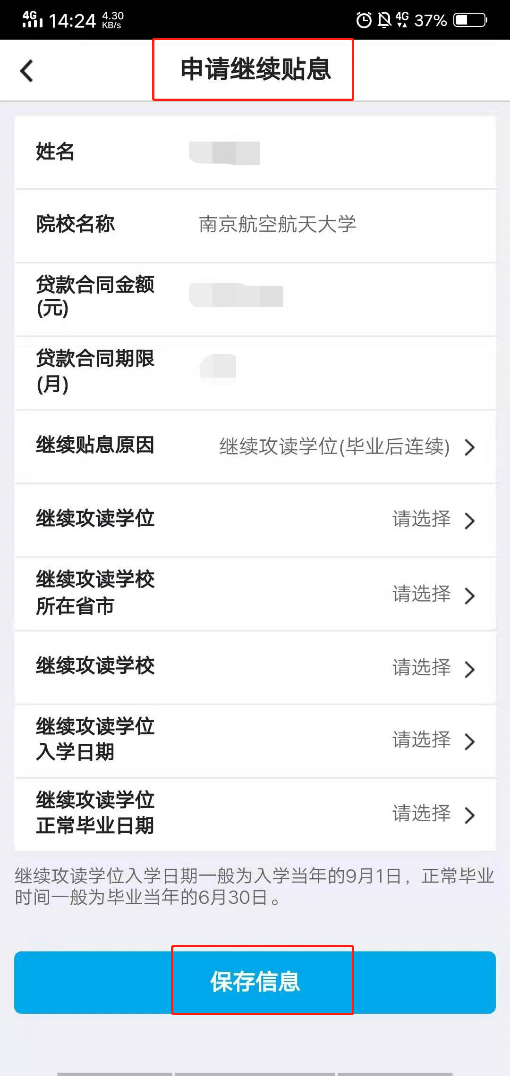 4G 14:24 4.30 KB/s 4G 37%
申请继续贴息
姓名
院校名称 南京航空航天大学
贷款合同金额
(元)
贷款合同期限
(月)
继续贴息原因 继续攻读学位(毕业后连续)
继续攻读学位 请选择
继续攻读学校
所在省市 请选择
继续攻读学校 请选择
继续攻读学位
入学日期 请选择
继续攻读学位
正常毕业日期 请选择
继续攻读学位入学日期一般为入学当年的9月1日，正常毕业
时间一般为毕业当年的6月30日。
保存信息